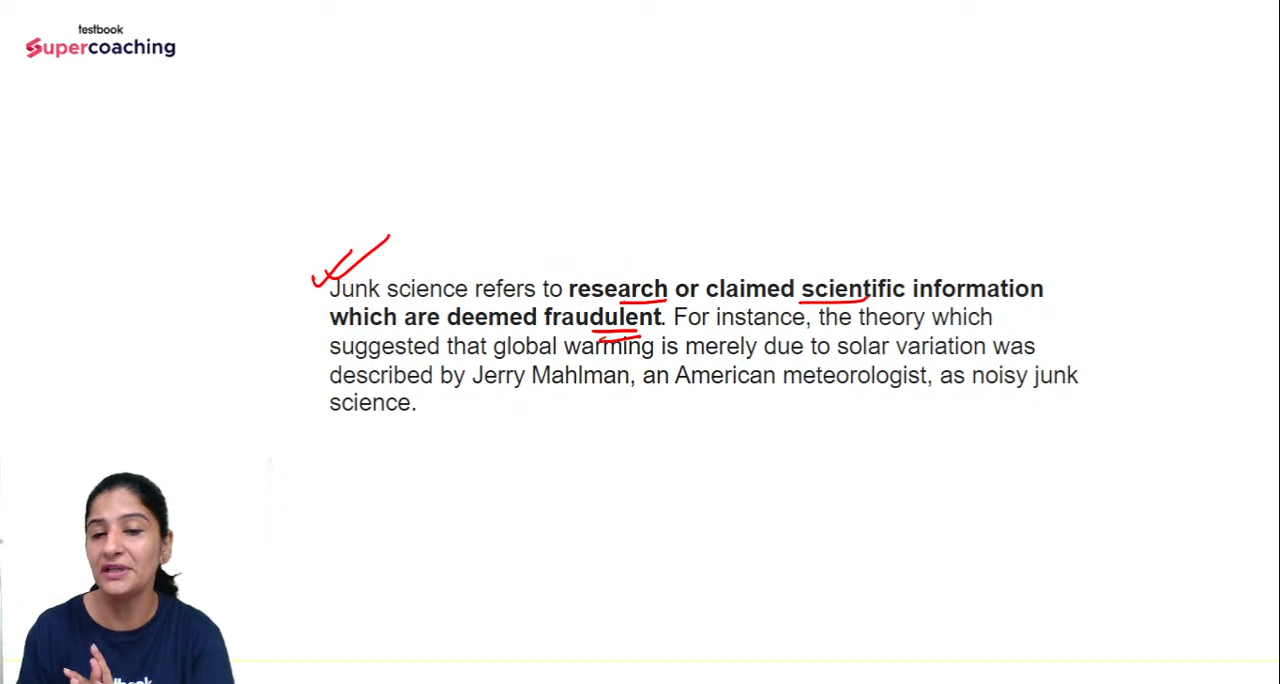 testbook
Supercoaching
Junk science refers to research or claimed scientific information
which are deemed fraudulent. For instance, the theory which
suggested that global warming is merely due to solar variation was
described by Jerry Mahlman, an American meteorologist, as noisy junk
science.